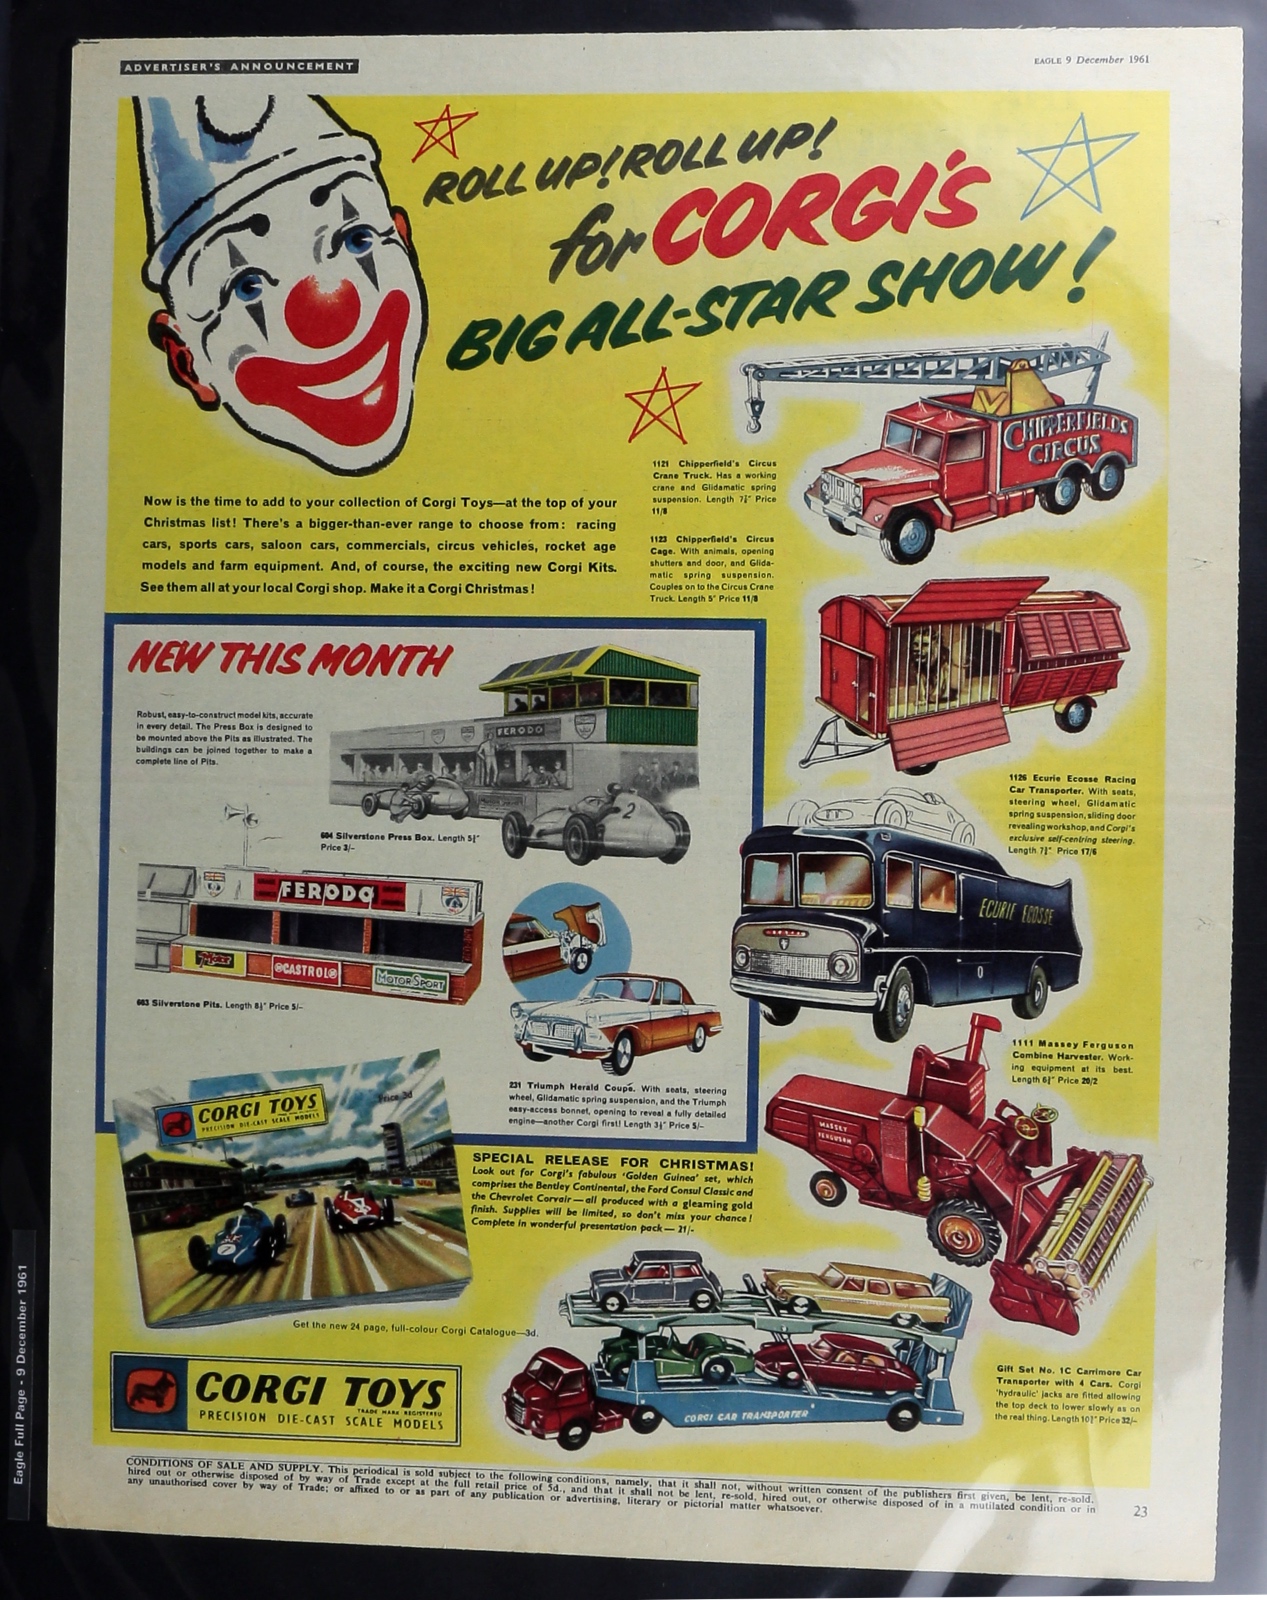 ADVERTISER'S ANNOUNCEMENT
EAGLE 9 December 1961
ROLL UP! ROLL UP!
for CORGI'S
BIG ALL-STAR SHOW!
CHIPPERFIELDS
CIRCUS
1121 Chipperfield's Circus
Crane Truck. Has a working
crane and Glidamatic spring
suspension. Length 7½" Price
11/8
1123 Chipperfield's Circus
Cage. With animals, opening
shutters and door, and Glida-
matic spring suspension.
Couples on to the Circus Crane
Truck. Length 5" Price 11/8
Now is the time to add to your collection of Corgi Toys—at the top of your
Christmas list! There's a bigger-than-ever range to choose from: racing
cars, sports cars, saloon cars, commercials, circus vehicles, rocket age
models and farm equipment. And, of course, the exciting new Corgi Kits.
See them all at your local Corgi shop. Make it a Corgi Christmas!
NEW THIS MONTH
Robust, easy-to-construct model kits, accurate
in every detail. The Press Box is designed to
be mounted above the Pits as illustrated. The
buildings can be joined together to make a
complete line of Pits.
FERODO
2
604 Silverstone Press Box. Length 5½"
Price 3/-
FERODO
Motor
CASTROL
MOTOR SPORT
603 Silverstone Pits. Length 8½" Price 5/-
231 Triumph Herald Coupé. With seats, steering
wheel, Glidamatic spring suspension, and the Triumph
easy-access bonnet, opening to reveal a fully detailed
engine—another Corgi first! Length 3½" Price 5/-
1126 Ecurie Ecosse Racing
Car Transporter. With seats,
steering wheel, Glidamatic
spring suspension, sliding door
revealing workshop, and Corgi's
exclusive self-centring steering.
Length 7¾" Price 17/6
ECURIE ECOSSE
1111 Massey Ferguson
Combine Harvester. Work-
ing equipment at its best.
Length 6¾" Price 20/2
MASSEY
FERGUSON
CORGI TOYS
PRECISION DIE-CAST SCALE MODELS
Price 3d
7
SPECIAL RELEASE FOR CHRISTMAS!
Look out for Corgi's fabulous 'Golden Guinea' set, which
comprises the Bentley Continental, the Ford Consul Classic and
the Chevrolet Corvair—all produced with a gleaming gold
finish. Supplies will be limited, so don't miss your chance!
Complete in wonderful presentation pack—21/-
Get the new 24 page, full-colour Corgi Catalogue—3d.
CORGI CAR TRANSPORTER
Gift Set No. 1C Carrimore Car
Transporter with 4 Cars. Corgi
'hydraulic' jacks are fitted allowing
the top deck to lower slowly as on
the real thing. Length 10¾" Price 32/-
CORGI TOYS
TRADE MARK REGISTERED
PRECISION DIE-CAST SCALE MODELS
CONDITIONS OF SALE AND SUPPLY. This periodical is sold subject to the following conditions, namely, that it shall not, without written consent of the publishers first given, be lent, re-sold,
hired out or otherwise disposed of by way of Trade except at the full retail price of 5d., and that it shall not be lent, re-sold, hired out, or otherwise disposed of in a mutilated condition or in
any unauthorised cover by way of Trade; or affixed to or as part of any publication or advertising, literary or pictorial matter whatsoever.
23
Eagle Full Page - 9 December 1961